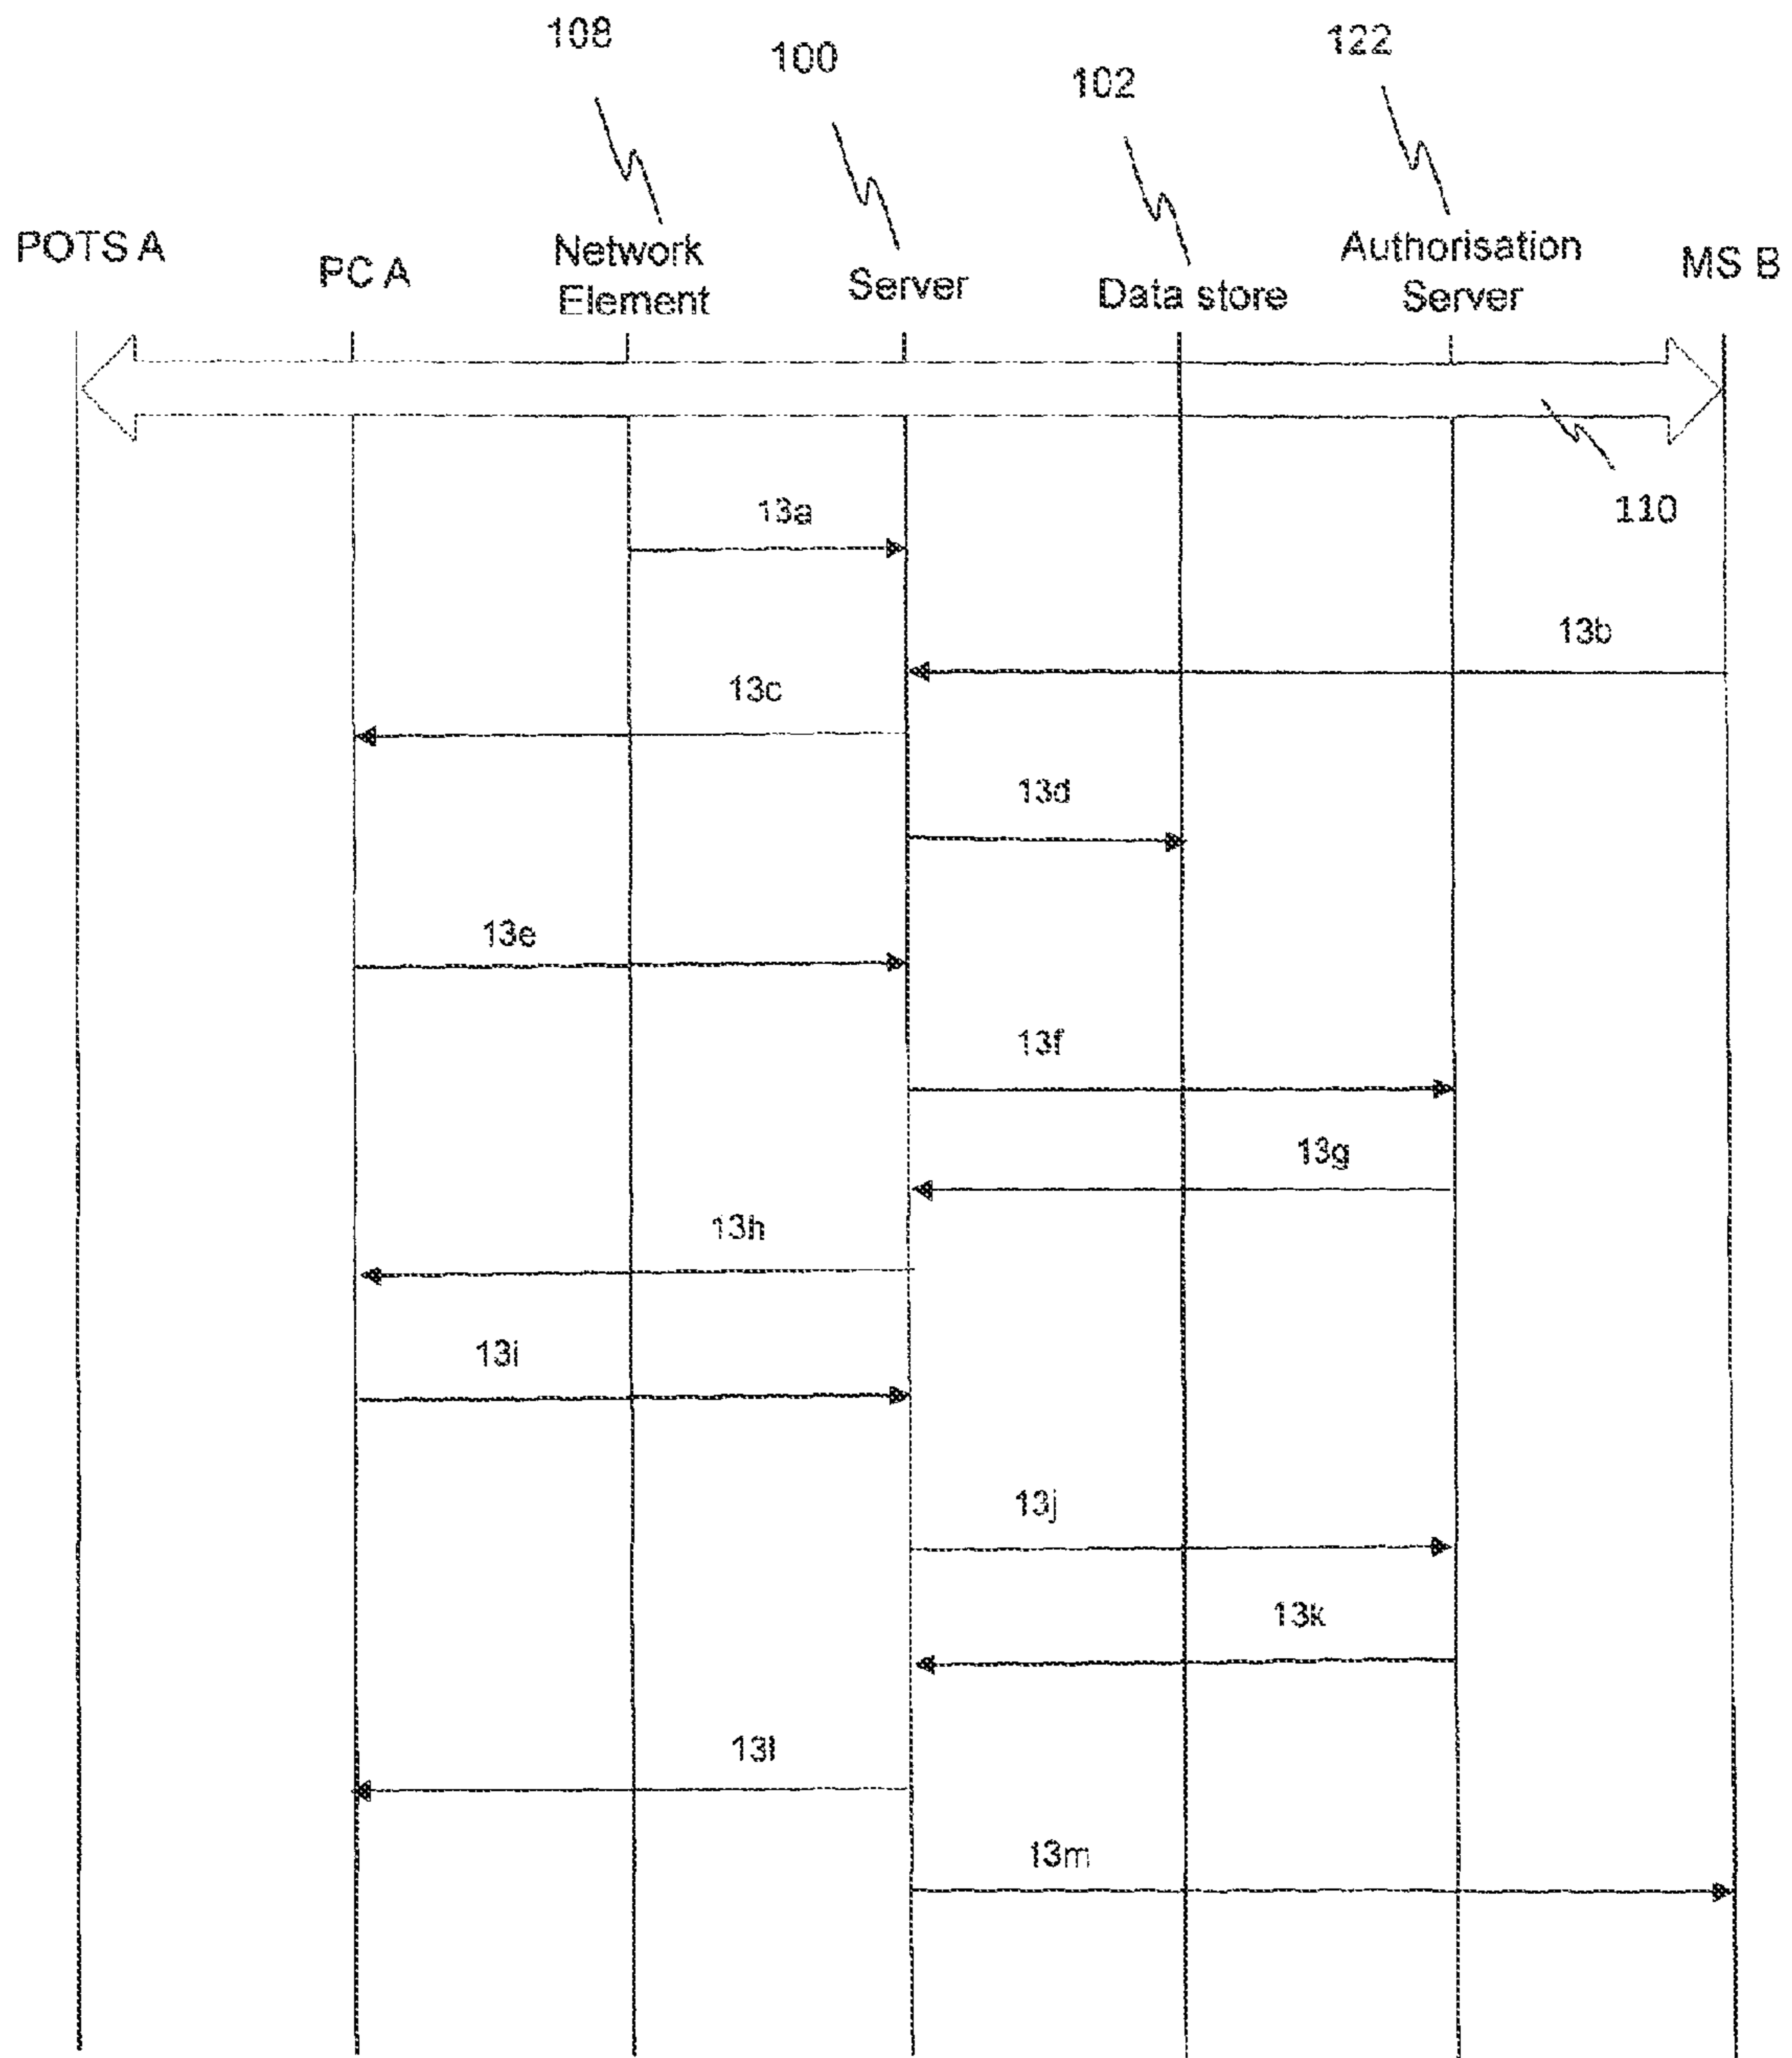 108
100
102
122
POTS A
PC A
Network
Element
Server
Data store
Authorisation
Server
MS B
110
13a
13b
13c
13d
13e
13f
13g
13h
13i
13j
13k
13l
13m